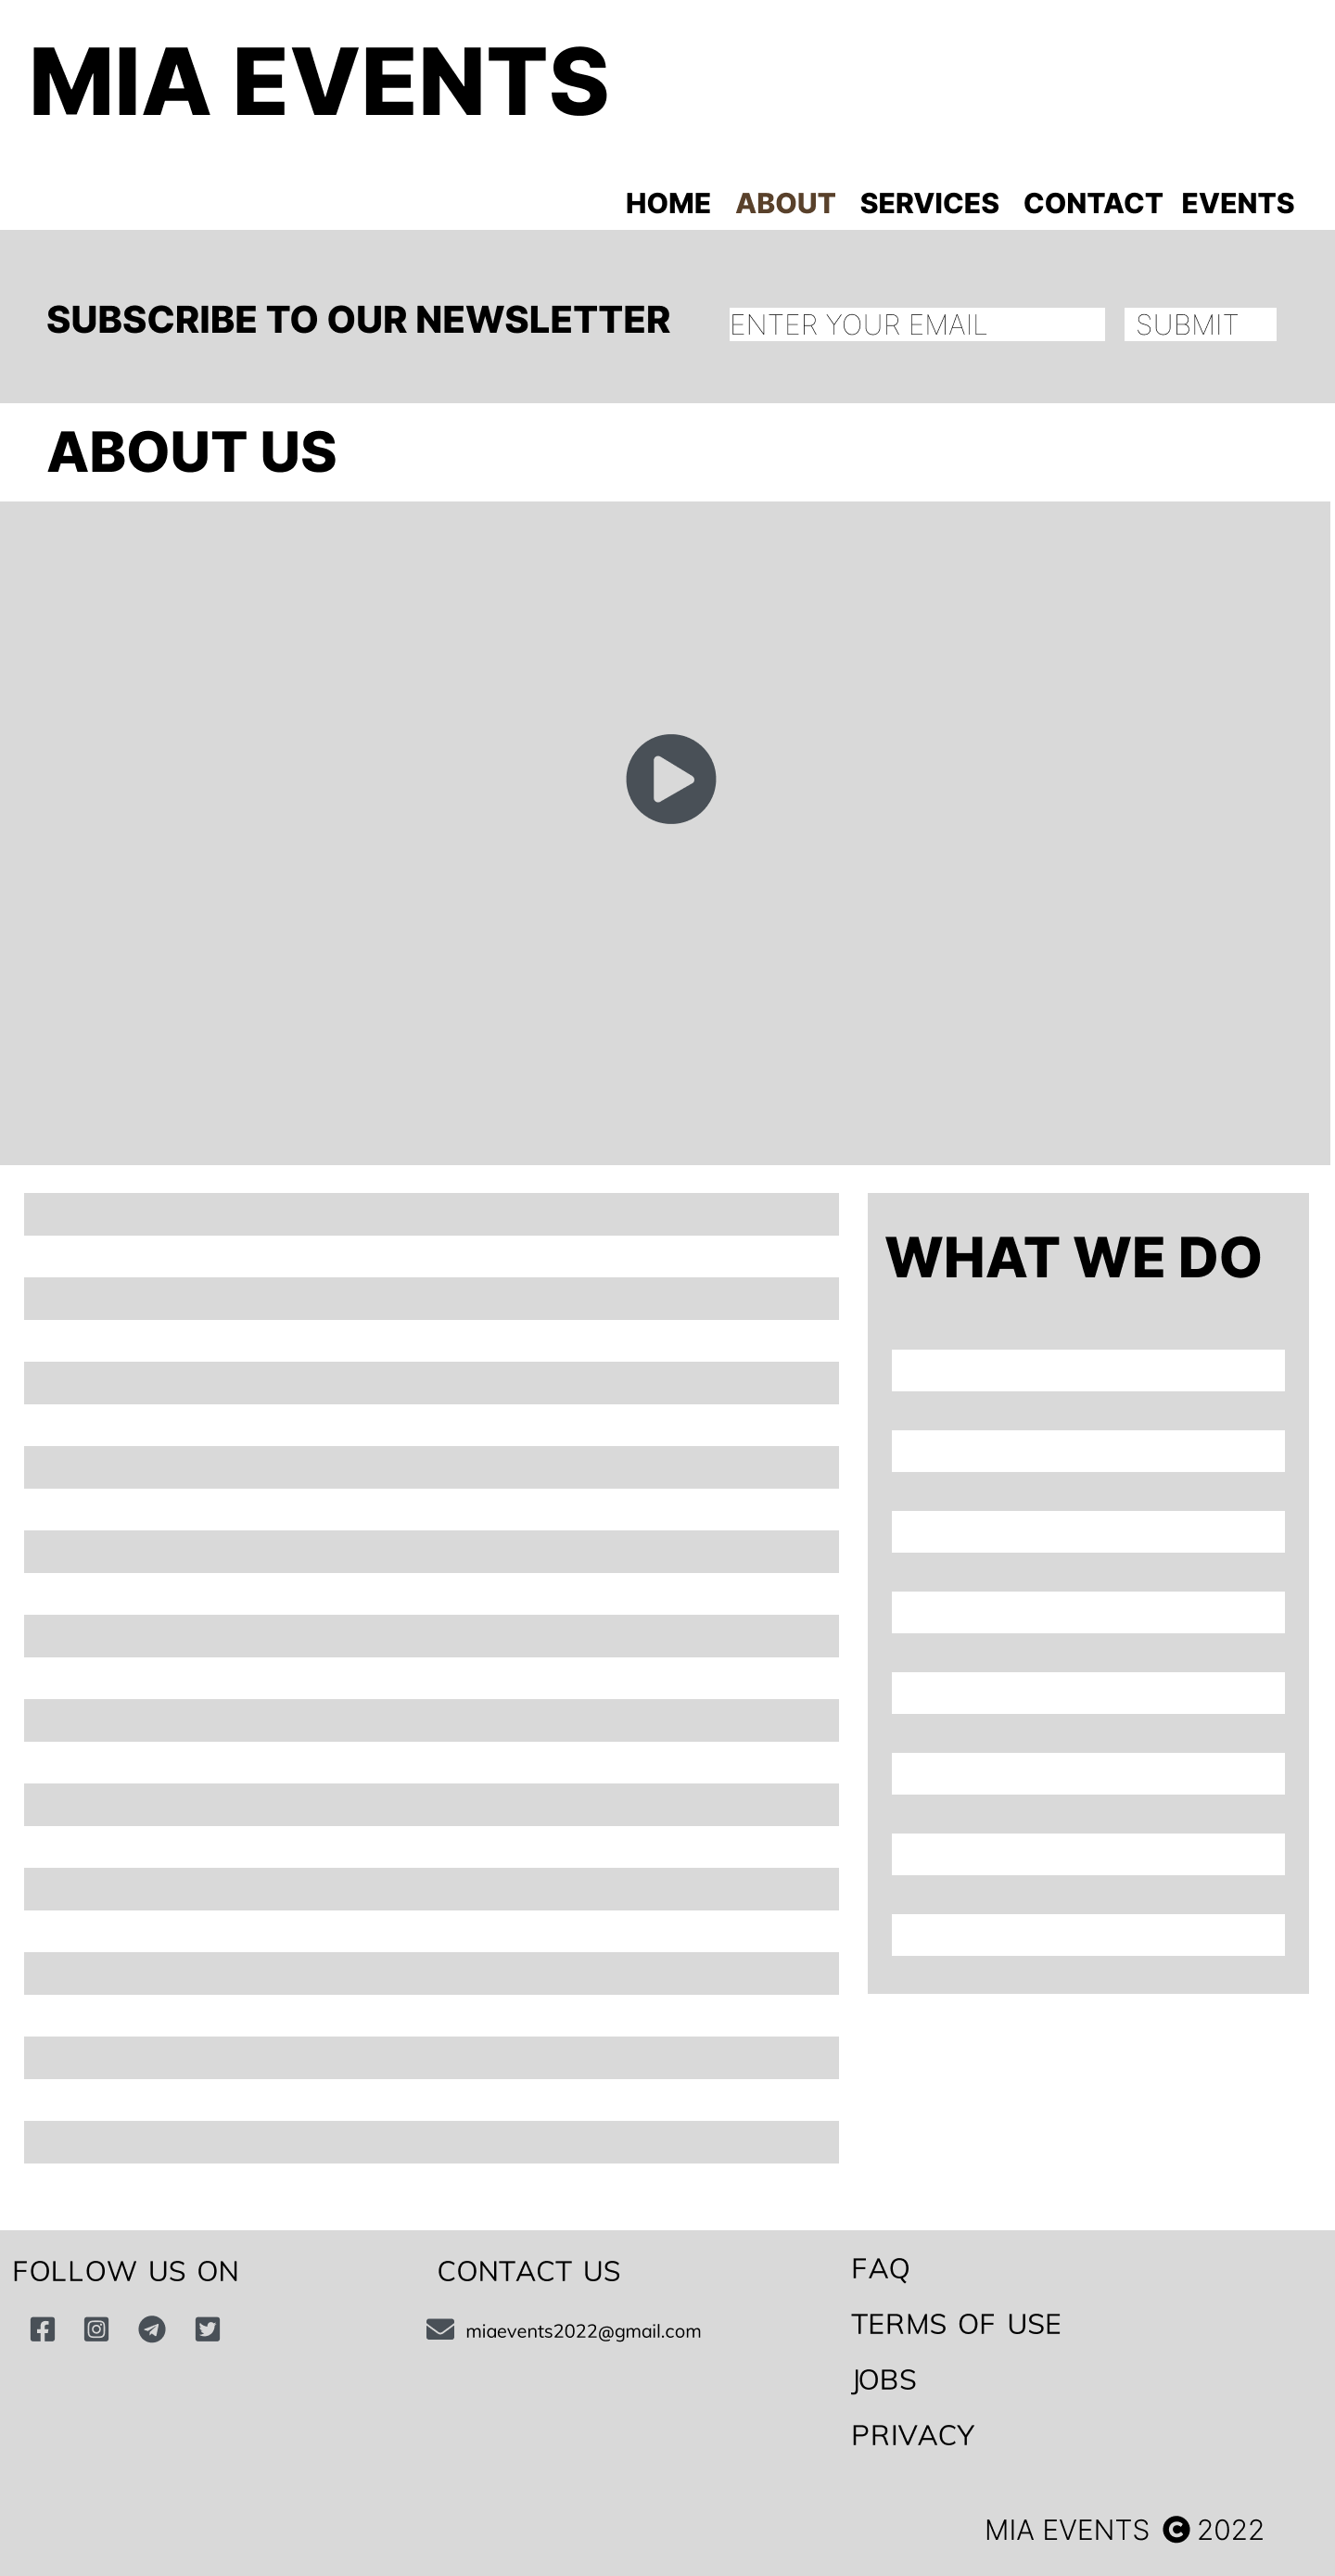 MIA EVENTS
HOME ABOUT SERVICES CONTACT EVENTS
SUBSCRIBE TO OUR NEWSLETTER ENTER YOUR EMAIL SUBMIT
ABOUT US
WHAT WE DO
FOLLOW US ON
CONTACT US
miaevents2022@gmail.com
FAQ
TERMS OF USE
JOBS
PRIVACY
MIA EVENTS © 2022